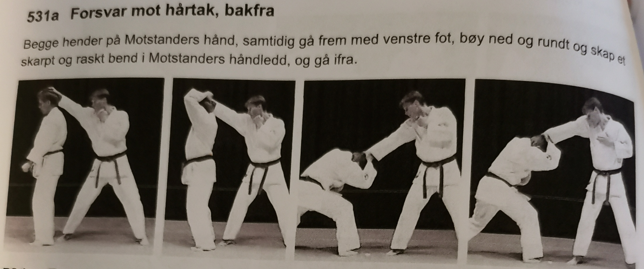 531a Forsvar mot hårtak, bakfra
Begge hender på Motstanders hånd, samtidig gå frem med venstre fot, bøy ned og rundt og skap et
skarpt og raskt bend i Motstanders håndledd, og gå ifra.